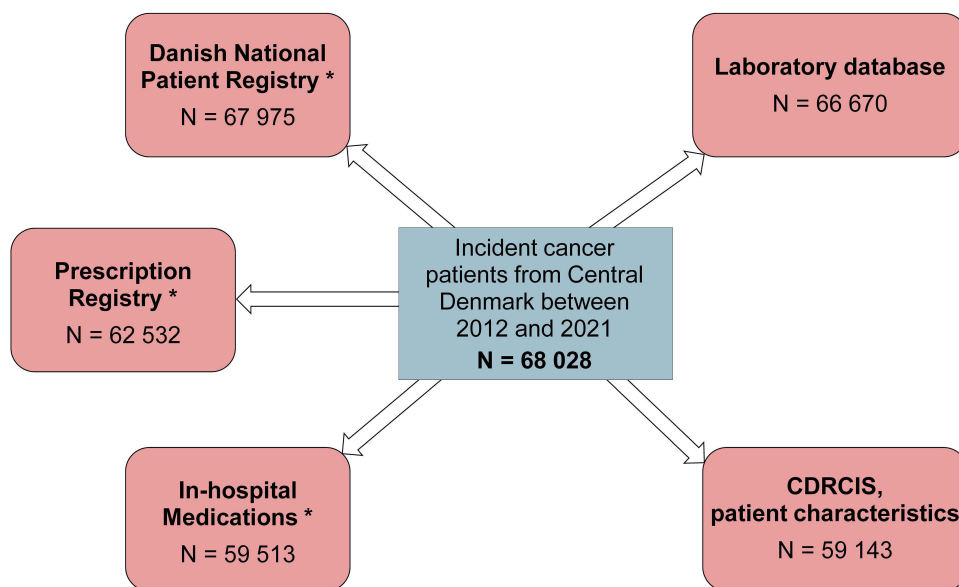 Danish National
Patient Registry *
N = 67 975
Laboratory database
N = 66 670
Prescription
Registry *
N = 62 532
Incident cancer
patients from Central
Denmark between
2012 and 2021
N = 68 028
In-hospital
Medications *
N = 59 513
CDRCIS,
patient characteristics
N = 59 143